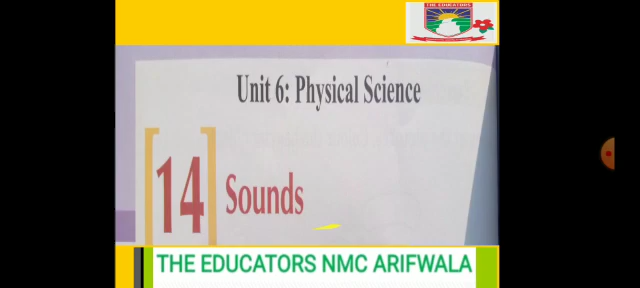 THE EDUCATORS
Unit 6: Physical Science
14 Sounds
THE EDUCATORS NMC ARIFWALA